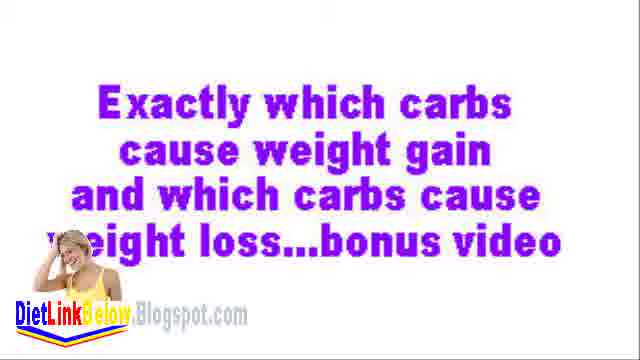 Exactly which carbs
cause weight gain
and which carbs cause
weight loss...bonus video
DietLinkBelow.Blogspot.com